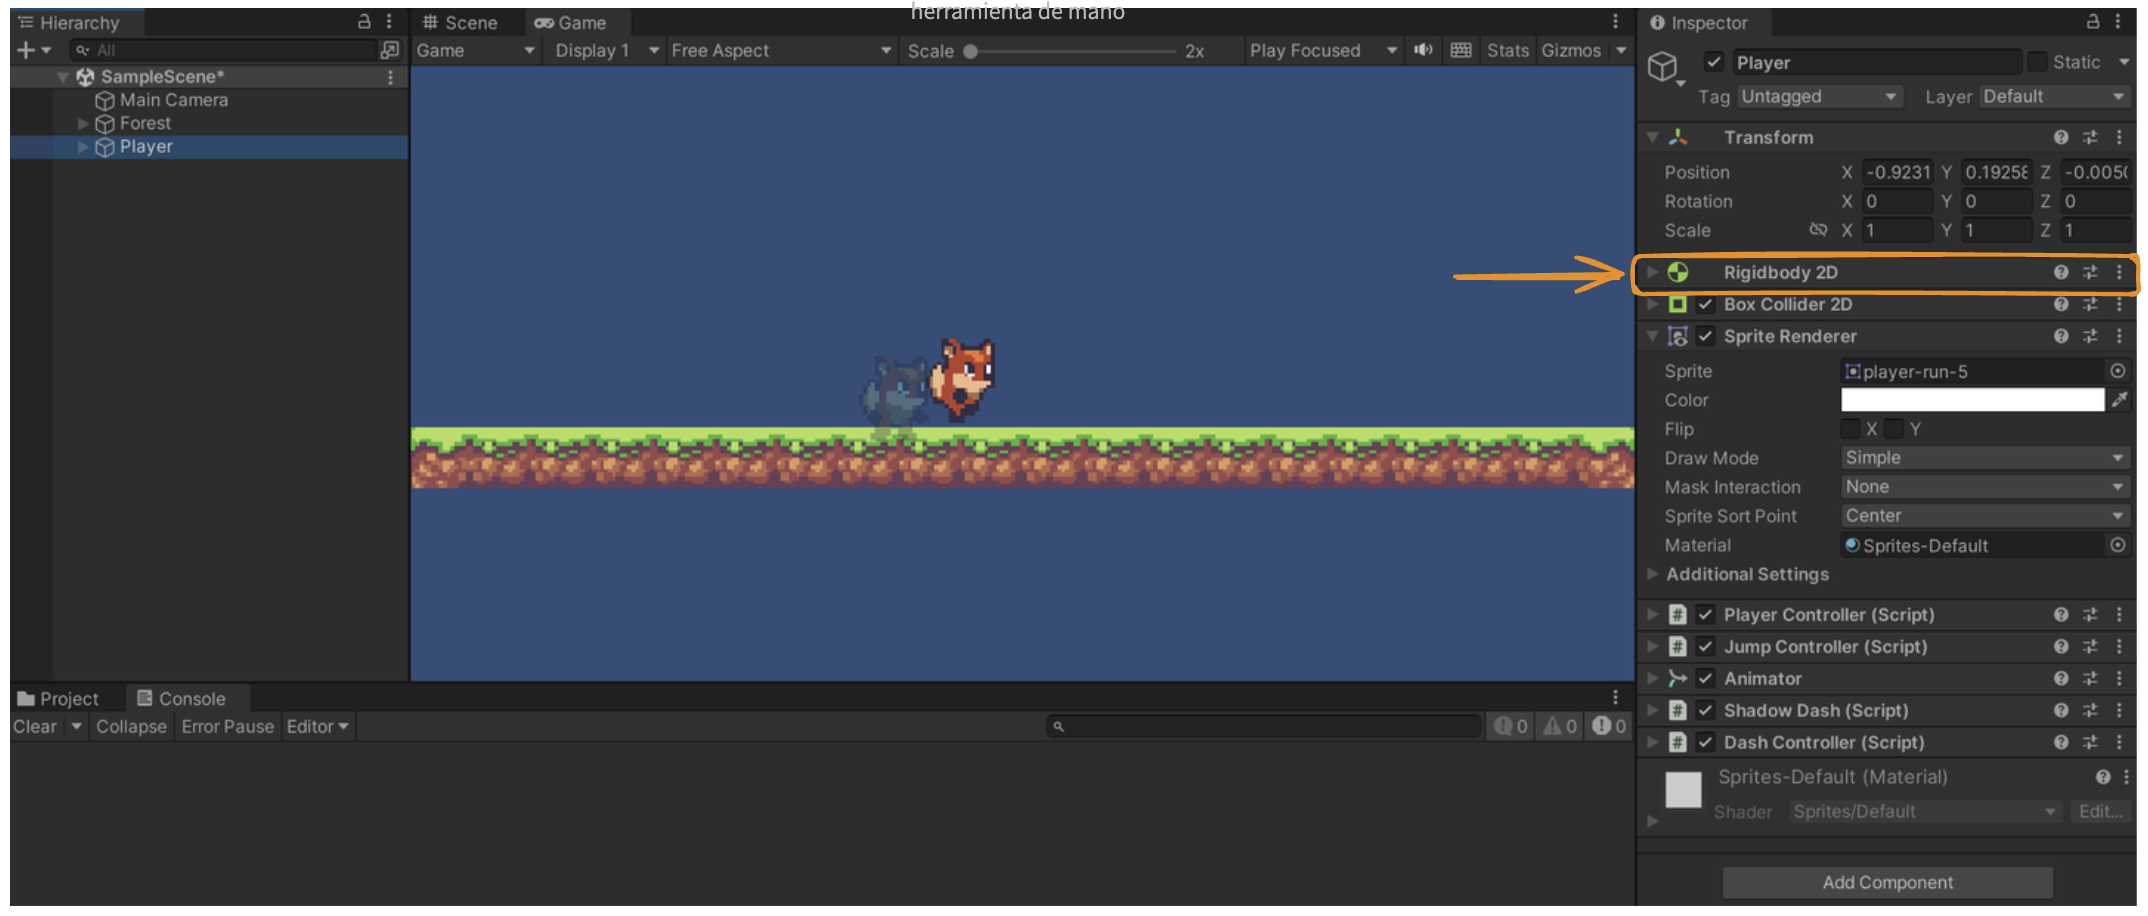 herramienta de mano
Hierarchy
All
SampleScene*
Main Camera
Forest
Player
Scene Game
Game Display 1 Free Aspect Scale 2x Play Focused Stats Gizmos
Project Console
Clear Collapse Error Pause Editor 0 0 0
Inspector
Player Static
Tag Untagged Layer Default
Transform
Position X -0.9231 Y 0.19258 Z -0.0050
Rotation X 0 Y 0 Z 0
Scale X 1 Y 1 Z 1
Rigidbody 2D
Box Collider 2D
Sprite Renderer
Sprite player-run-5
Color
Flip X Y
Draw Mode Simple
Mask Interaction None
Sprite Sort Point Center
Material Sprites-Default
Additional Settings
# Player Controller (Script)
# Jump Controller (Script)
Animator
# Shadow Dash (Script)
# Dash Controller (Script)
Sprites-Default (Material)
Shader Sprites/Default Edit...
Add Component